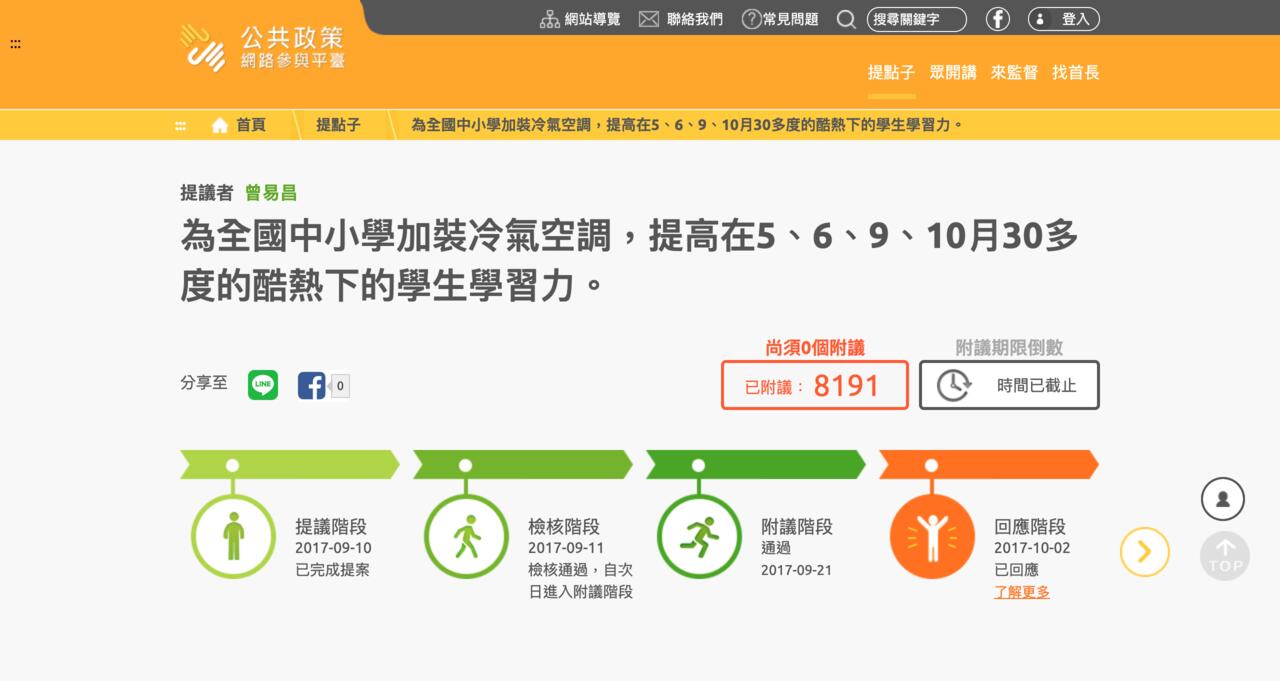 網站導覽
聯絡我們
常見問題
搜尋關鍵字
登入
公共政策
網路參與平臺
提點子
眾開講
來監督
找首長
首頁
提點子
為全國中小學加裝冷氣空調，提高在5、6、9、10月30多度的酷熱下的學生學習力。
提議者 曾易昌
為全國中小學加裝冷氣空調，提高在5、6、9、10月30多
度的酷熱下的學生學習力。
尚須0個附議
附議期限倒數
分享至
LINE
0
已附議： 8191
時間已截止
提議階段
2017-09-10
已完成提案
檢核階段
2017-09-11
檢核通過，自次
日進入附議階段
附議階段
通過
2017-09-21
回應階段
2017-10-02
已回應
了解更多
TOP